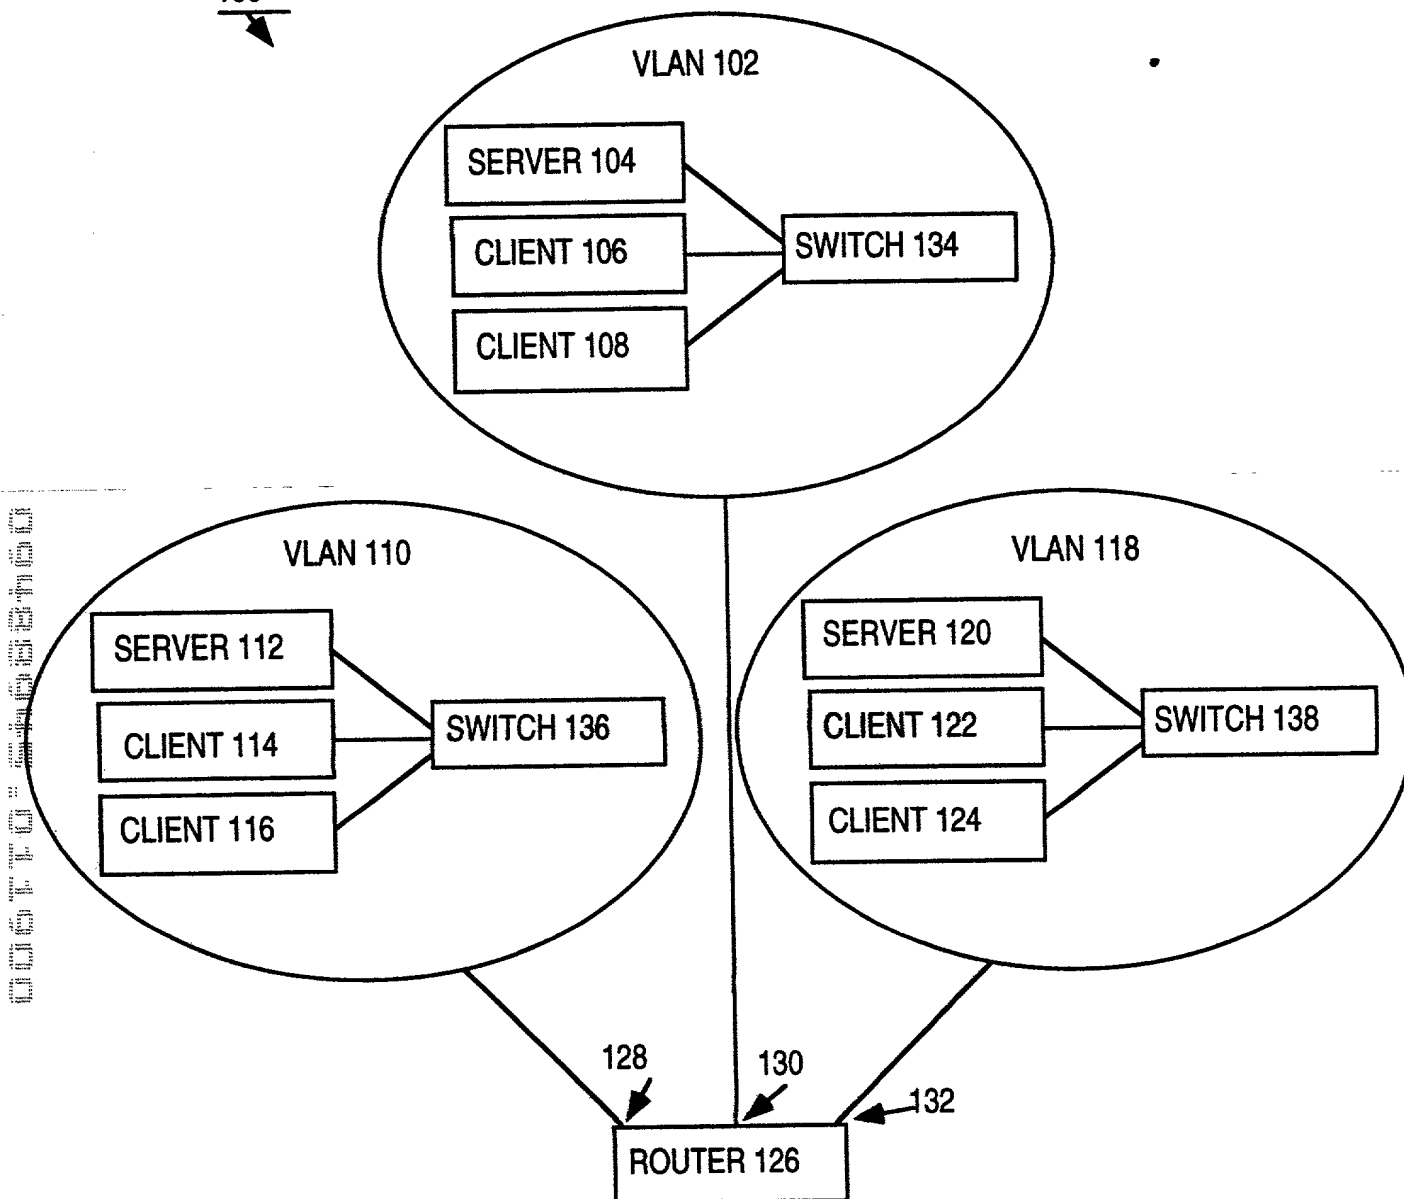 VLAN 102
SERVER 104
CLIENT 106
SWITCH 134
CLIENT 108
VLAN 110
VLAN 118
SERVER 112
SERVER 120
CLIENT 114
SWITCH 136
CLIENT 122
SWITCH 138
CLIENT 116
CLIENT 124
128
130
132
ROUTER 126